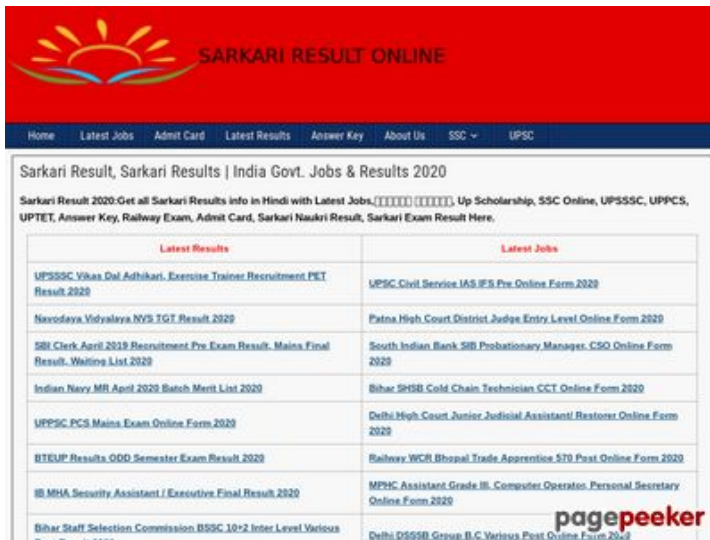 SARKARI RESULT ONLINE
Home Latest Jobs Admit Card Latest Results Answer Key About Us SSC UPSC
Sarkari Result, Sarkari Results | India Govt. Jobs & Results 2020
Sarkari Result 2020:Get all Sarkari Results info in Hindi with Latest Jobs, , Up Scholarship, SSC Online, UPSSSC, UPPCS,
UPTET, Answer Key, Railway Exam, Admit Card, Sarkari Naukri Result, Sarkari Exam Result Here.
Latest Results
Latest Jobs
UPSSSC Vikas Dal Adhikari, Exercise Trainer Recruitment PET
Result 2020
UPSC Civil Service IAS IFS Pre Online Form 2020
Navodaya Vidyalaya NVS TGT Result 2020
Patna High Court District Judge Entry Level Online Form 2020
SBI Clerk April 2019 Recruitment Pre Exam Result, Mains Final
Result, Waiting List 2020
South Indian Bank SIB Probationary Manager, CSO Online Form
2020
Indian Navy MR April 2020 Batch Merit List 2020
Bihar SHSB Cold Chain Technician CCT Online Form 2020
UPPSC PCS Mains Exam Online Form 2020
Delhi High Court Junior Judicial Assistant/ Restorer Online Form
2020
BTEUP Results ODD Semester Exam Result 2020
Railway WCR Bhopal Trade Apprentice 570 Post Online Form 2020
IB MHA Security Assistant / Executive Final Result 2020
MPHC Assistant Grade III, Computer Operator, Personal Secretary
Online Form 2020
Bihar Staff Selection Commission BSSC 10+2 Inter Level Various
Delhi DSSSB Group B,C Various Post Online Form 2020
pagepeeker